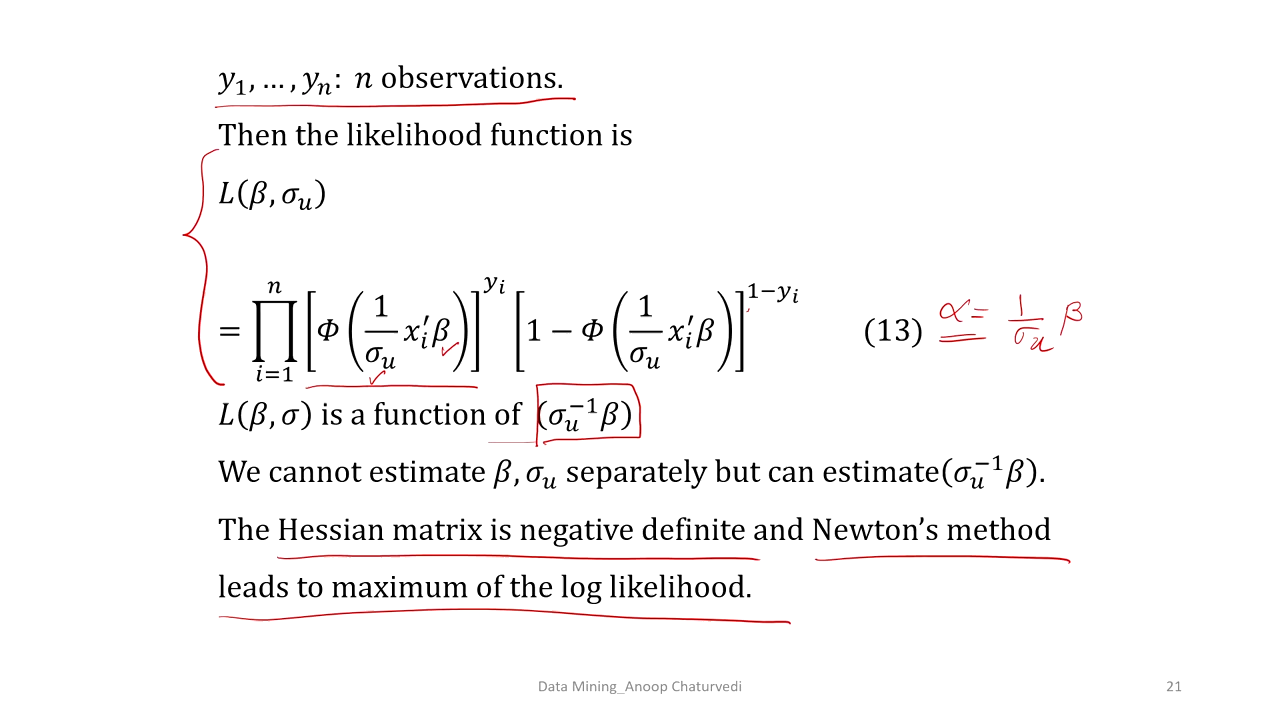 y₁, … , yₙ: n observations.
Then the likelihood function is
L(β, σᵤ)
= ∏ᵢ₌₁ⁿ [Φ(1/σᵤ xᵢ′β)]^{yᵢ} [1 − Φ(1/σᵤ xᵢ′β)]^{1−yᵢ} (13) α = 1/σᵤ β
L(β, σ) is a function of (σᵤ⁻¹β)
We cannot estimate β, σᵤ separately but can estimate(σᵤ⁻¹β).
The Hessian matrix is negative definite and Newton’s method
leads to maximum of the log likelihood.
Data Mining_Anoop Chaturvedi 21